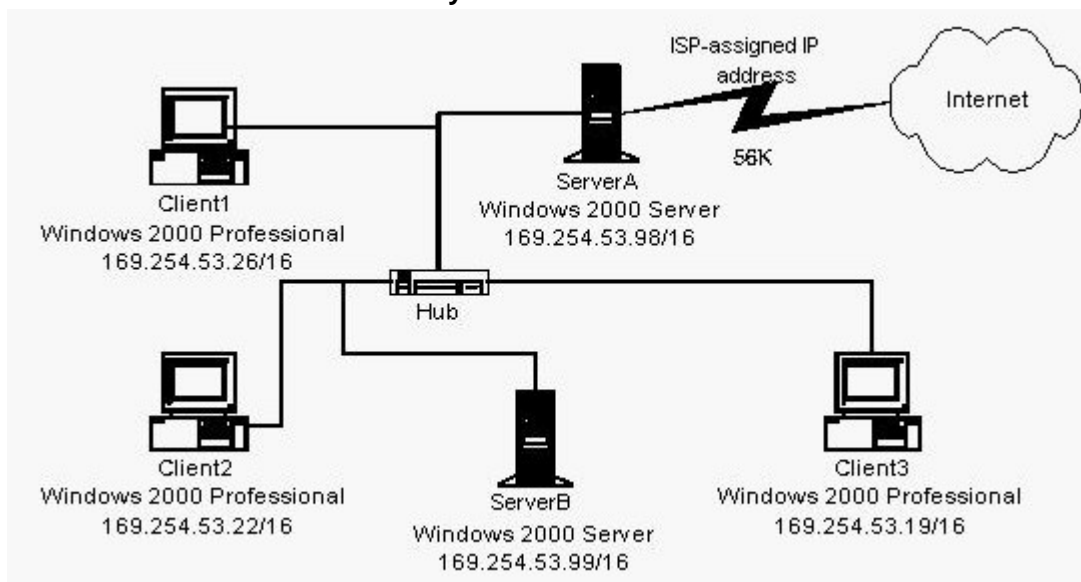 ISP-assigned IP
address
Internet
56K
Client1
Windows 2000 Professional
169.254.53.26/16
ServerA
Windows 2000 Server
169.254.53.98/16
Hub
Client2
Windows 2000 Professional
169.254.53.22/16
ServerB
Windows 2000 Server
169.254.53.99/16
Client3
Windows 2000 Professional
169.254.53.19/16